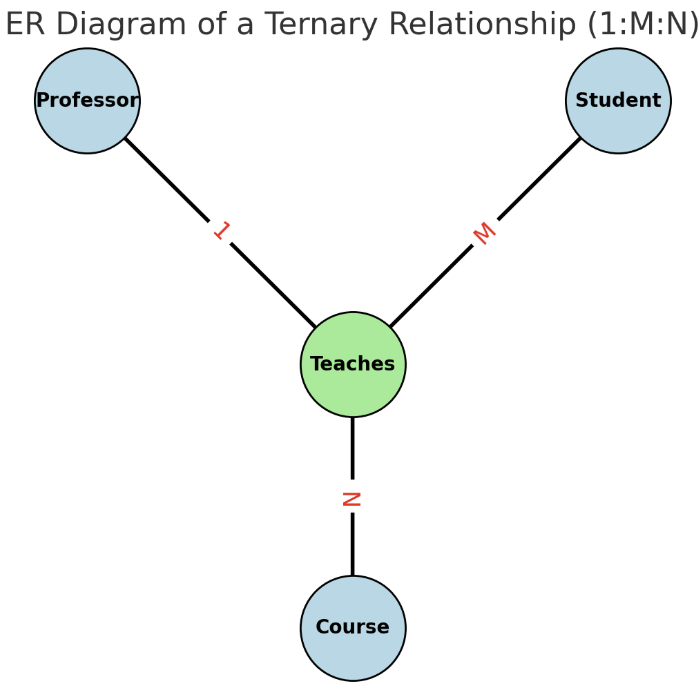 ER Diagram of a Ternary Relationship (1:M:N)
Professor
Student
1
M
Teaches
N
Course